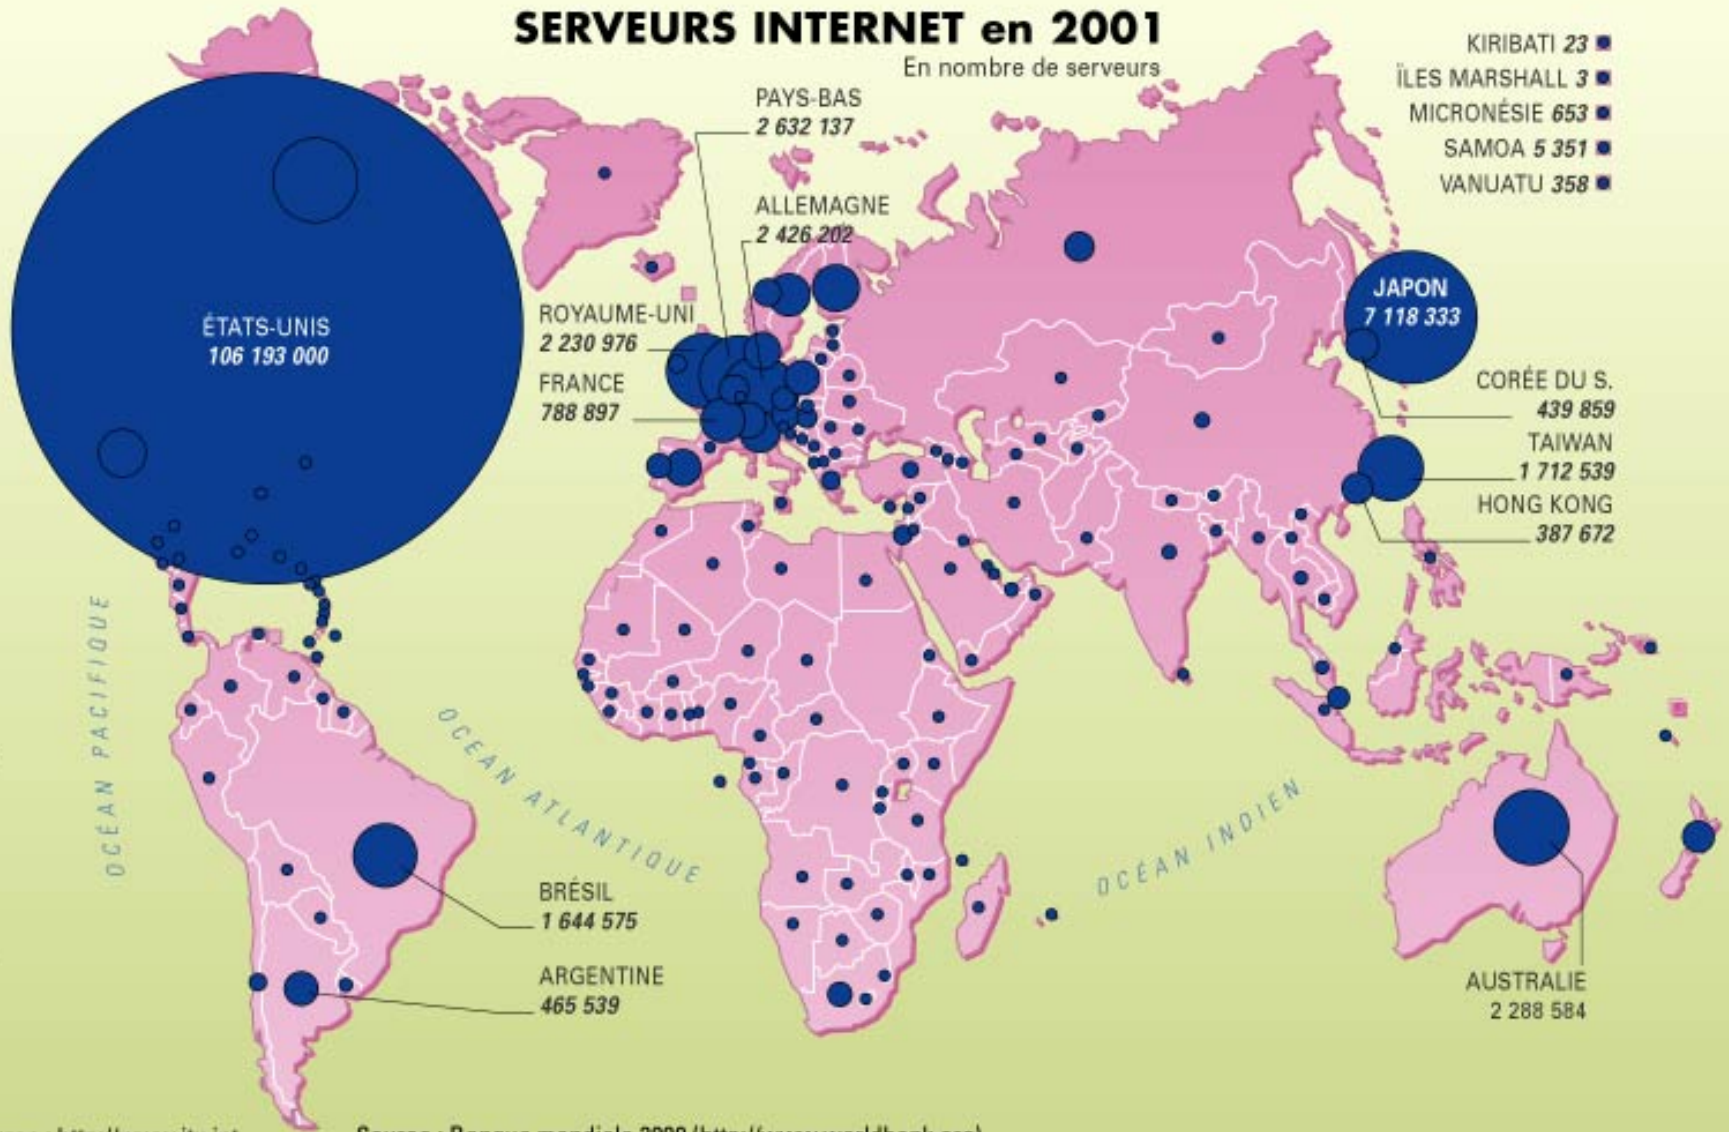 SERVEURS INTERNET en 2001
En nombre de serveurs
KIRIBATI 23
ÎLES MARSHALL 3
MICRONÉSIE 653
SAMOA 5 351
VANUATU 358
PAYS-BAS
2 632 137
ALLEMAGNE
2 426 202
ROYAUME-UNI
2 230 976
FRANCE
788 897
ÉTATS-UNIS
106 193 000
JAPON
7 118 333
CORÉE DU S.
439 859
TAIWAN
1 712 539
HONG KONG
387 672
OCÉAN PACIFIQUE
OCÉAN ATLANTIQUE
OCÉAN INDIEN
BRÉSIL
1 644 575
ARGENTINE
465 539
AUSTRALIE
2 288 584